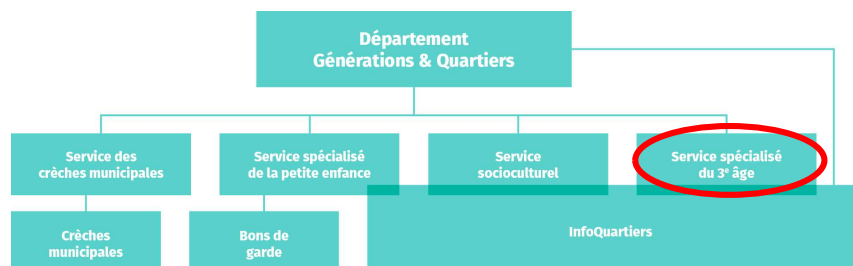 Département
Générations & Quartiers
Service des
crèches municipales
Service spécialisé
de la petite enfance
Service
socioculturel
Service spécialisé
du 3e âge
Crèches
municipales
Bons de
garde
InfoQuartiers